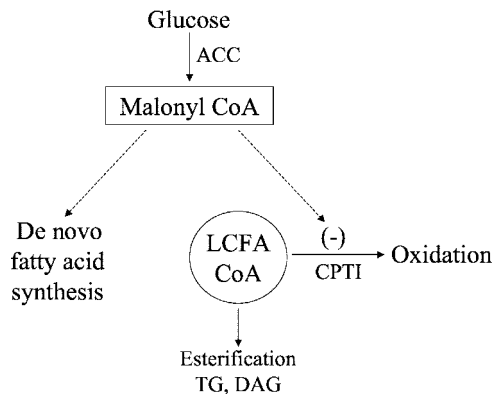 Glucose
ACC
Malonyl CoA
De novo
fatty acid
synthesis
LCFA
CoA
(-)
CPTI
Oxidation
Esterification
TG, DAG